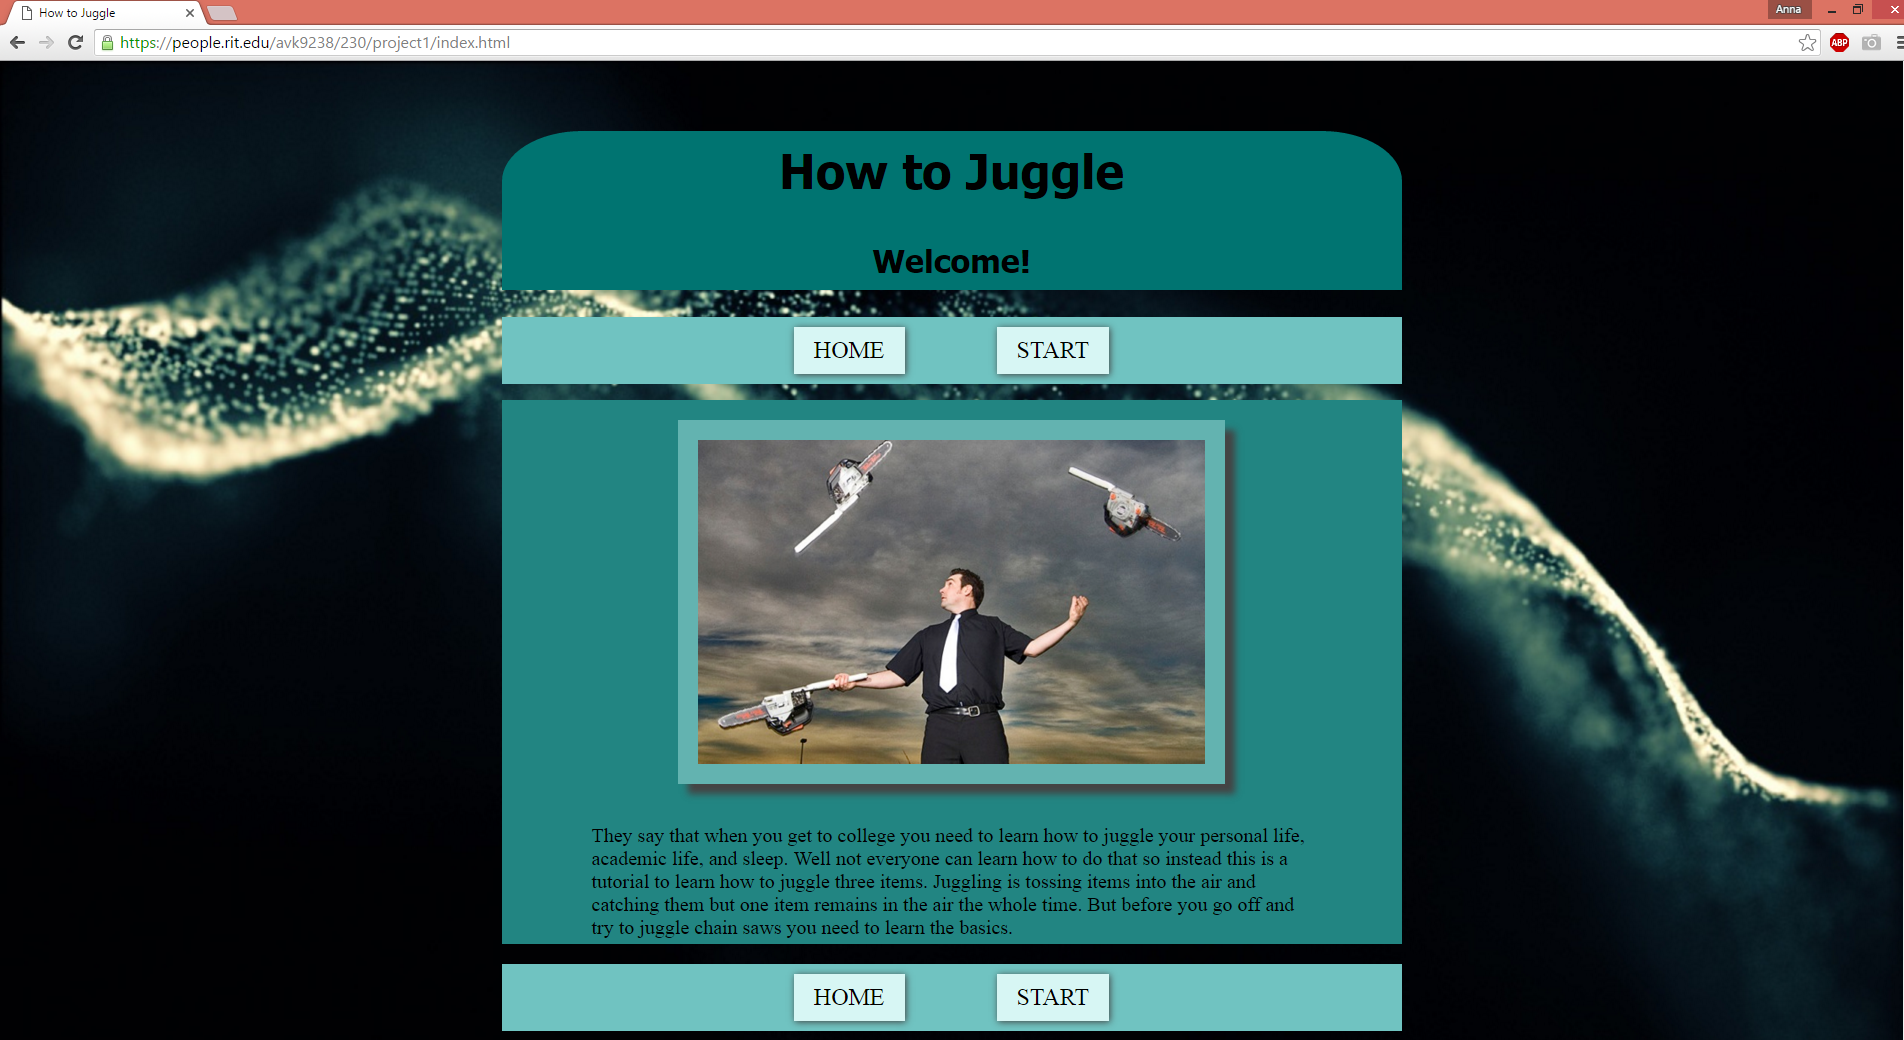 How to Juggle
Anna
https://people.rit.edu/avk9238/230/project1/index.html
ABP
How to Juggle
Welcome!
HOME START
They say that when you get to college you need to learn how to juggle your personal life,
academic life, and sleep. Well not everyone can learn how to do that so instead this is a
tutorial to learn how to juggle three items. Juggling is tossing items into the air and
catching them but one item remains in the air the whole time. But before you go off and
try to juggle chain saws you need to learn the basics.
HOME START